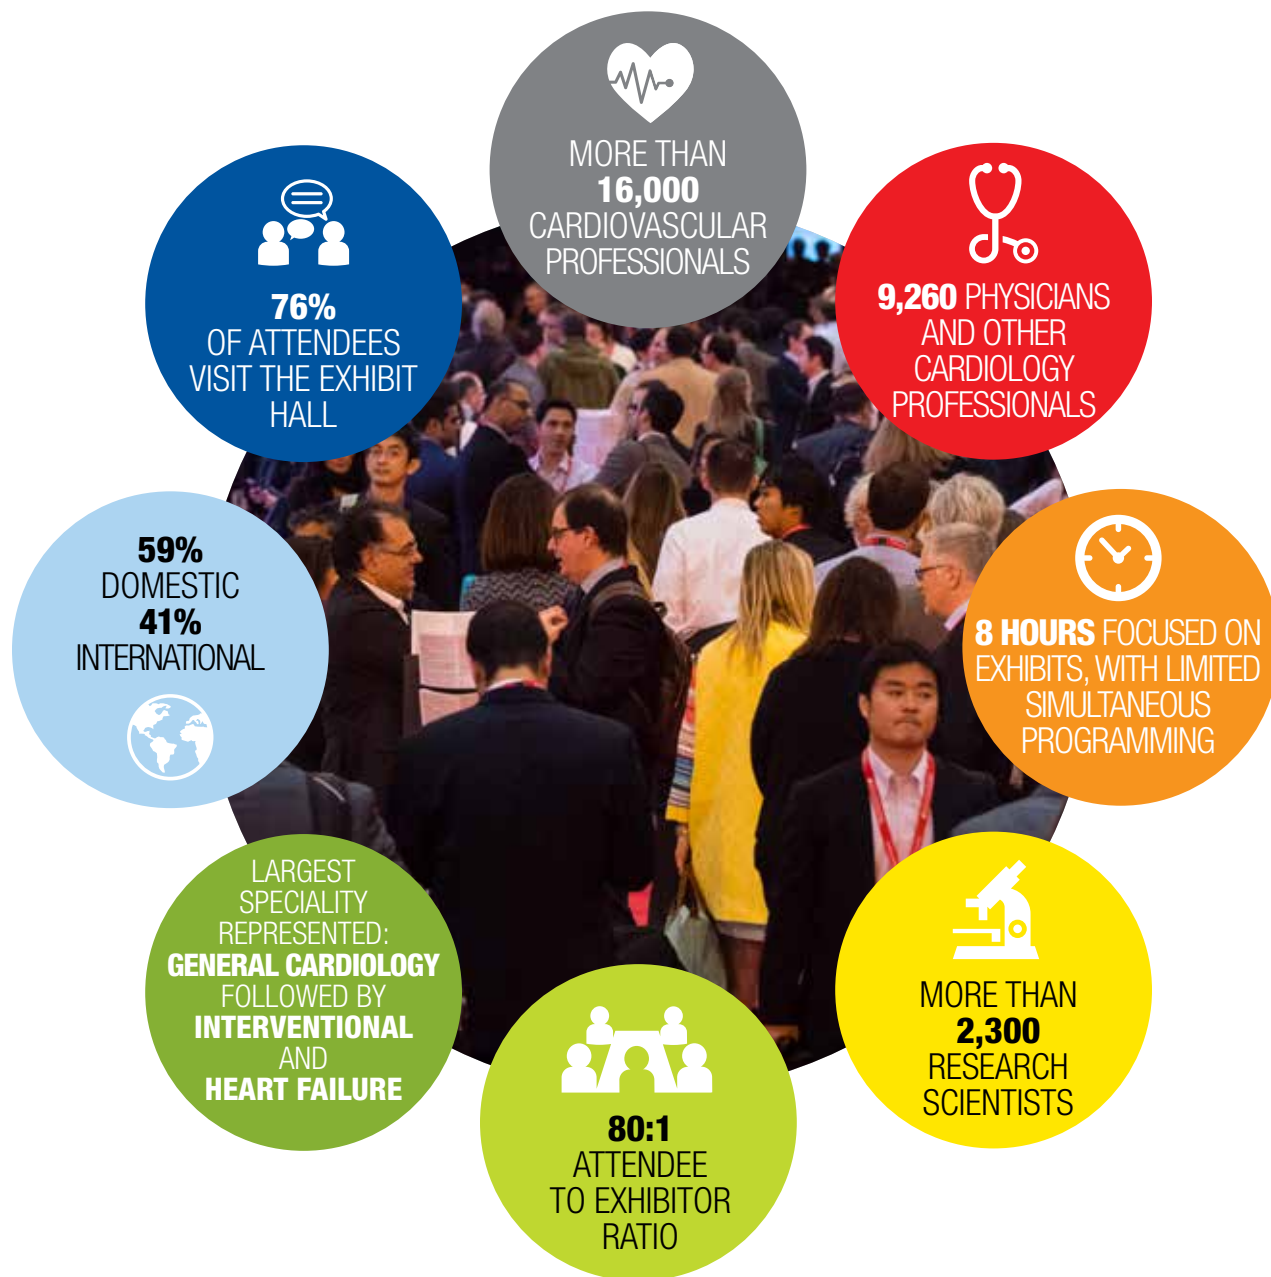 MORE THAN
16,000
CARDIOVASCULAR
PROFESSIONALS
9,260 PHYSICIANS
AND OTHER
CARDIOLOGY
PROFESSIONALS
8 HOURS FOCUSED ON
EXHIBITS, WITH LIMITED
SIMULTANEOUS
PROGRAMMING
MORE THAN
2,300
RESEARCH
SCIENTISTS
80:1
ATTENDEE
TO EXHIBITOR
RATIO
LARGEST
SPECIALITY
REPRESENTED:
GENERAL CARDIOLOGY
FOLLOWED BY
INTERVENTIONAL
AND
HEART FAILURE
59%
DOMESTIC
41%
INTERNATIONAL
76%
OF ATTENDEES
VISIT THE EXHIBIT
HALL